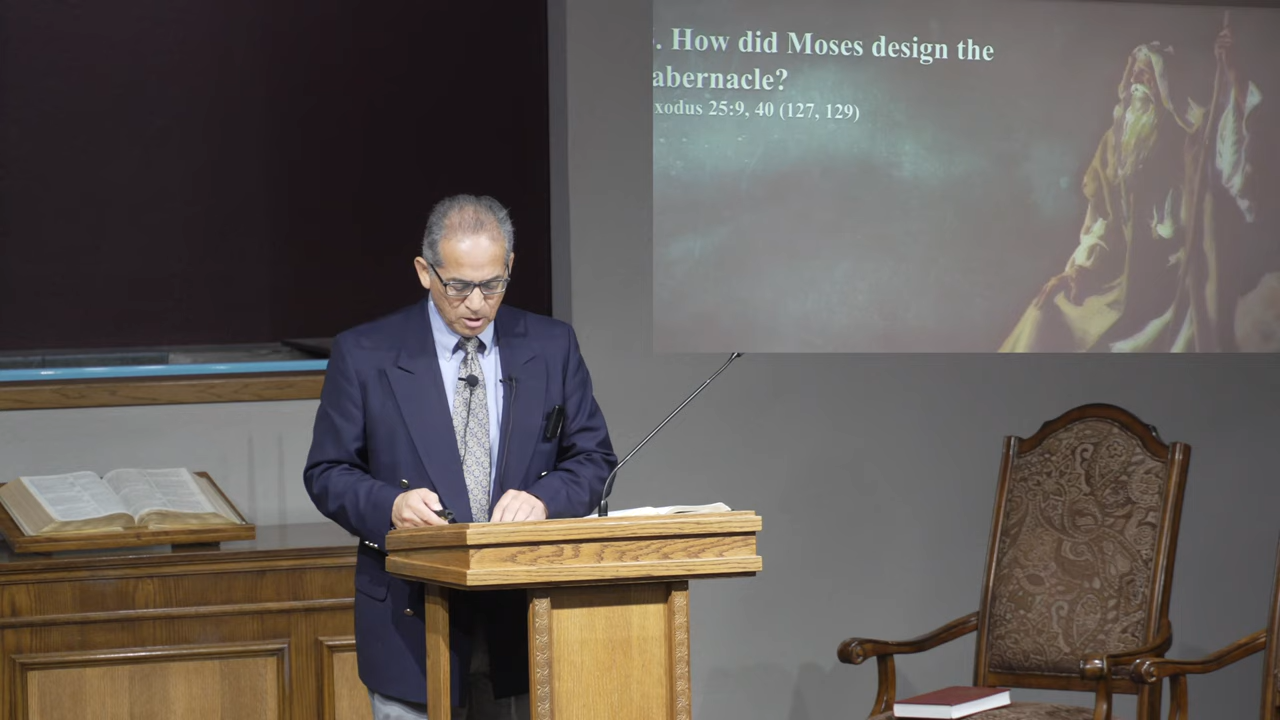 . How did Moses design the
abernacle?
xodus 25:9, 40 (127, 129)